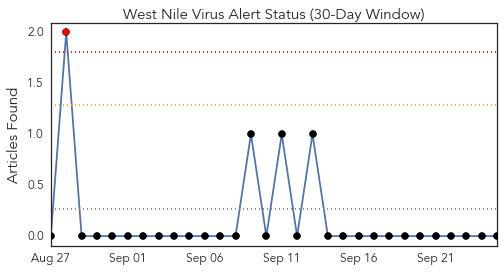 West Nile Virus Alert Status (30-Day Window)
2.0
1.5
1.0
0.5
0.0
Articles Found
Aug 27 Sep 01 Sep 06 Sep 11 Sep 16 Sep 21